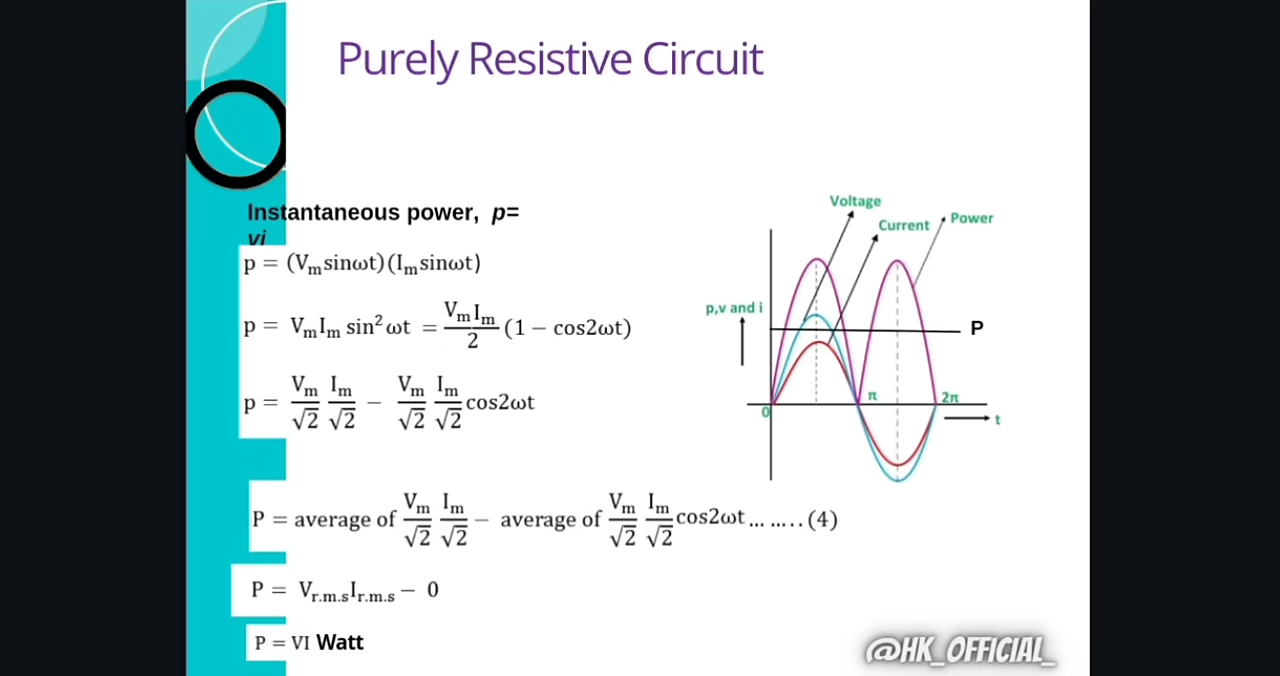 Purely Resistive Circuit
Instantaneous power, p=
vi
p = (Vₘsinωt)(Iₘsinωt)
p = VₘIₘ sin² ωt = VₘIₘ/2 (1 − cos2ωt)
p = Vₘ/√2 Iₘ/√2 − Vₘ/√2 Iₘ/√2 cos2ωt
P = average of Vₘ/√2 Iₘ/√2 − average of Vₘ/√2 Iₘ/√2 cos2ωt ... ... .. (4)
P = Vr.m.sIr.m.s − 0
P = VI Watt
Voltage
Current
Power
p,v and i
P
0
π
2π
t
@HK_OFFICIAL_